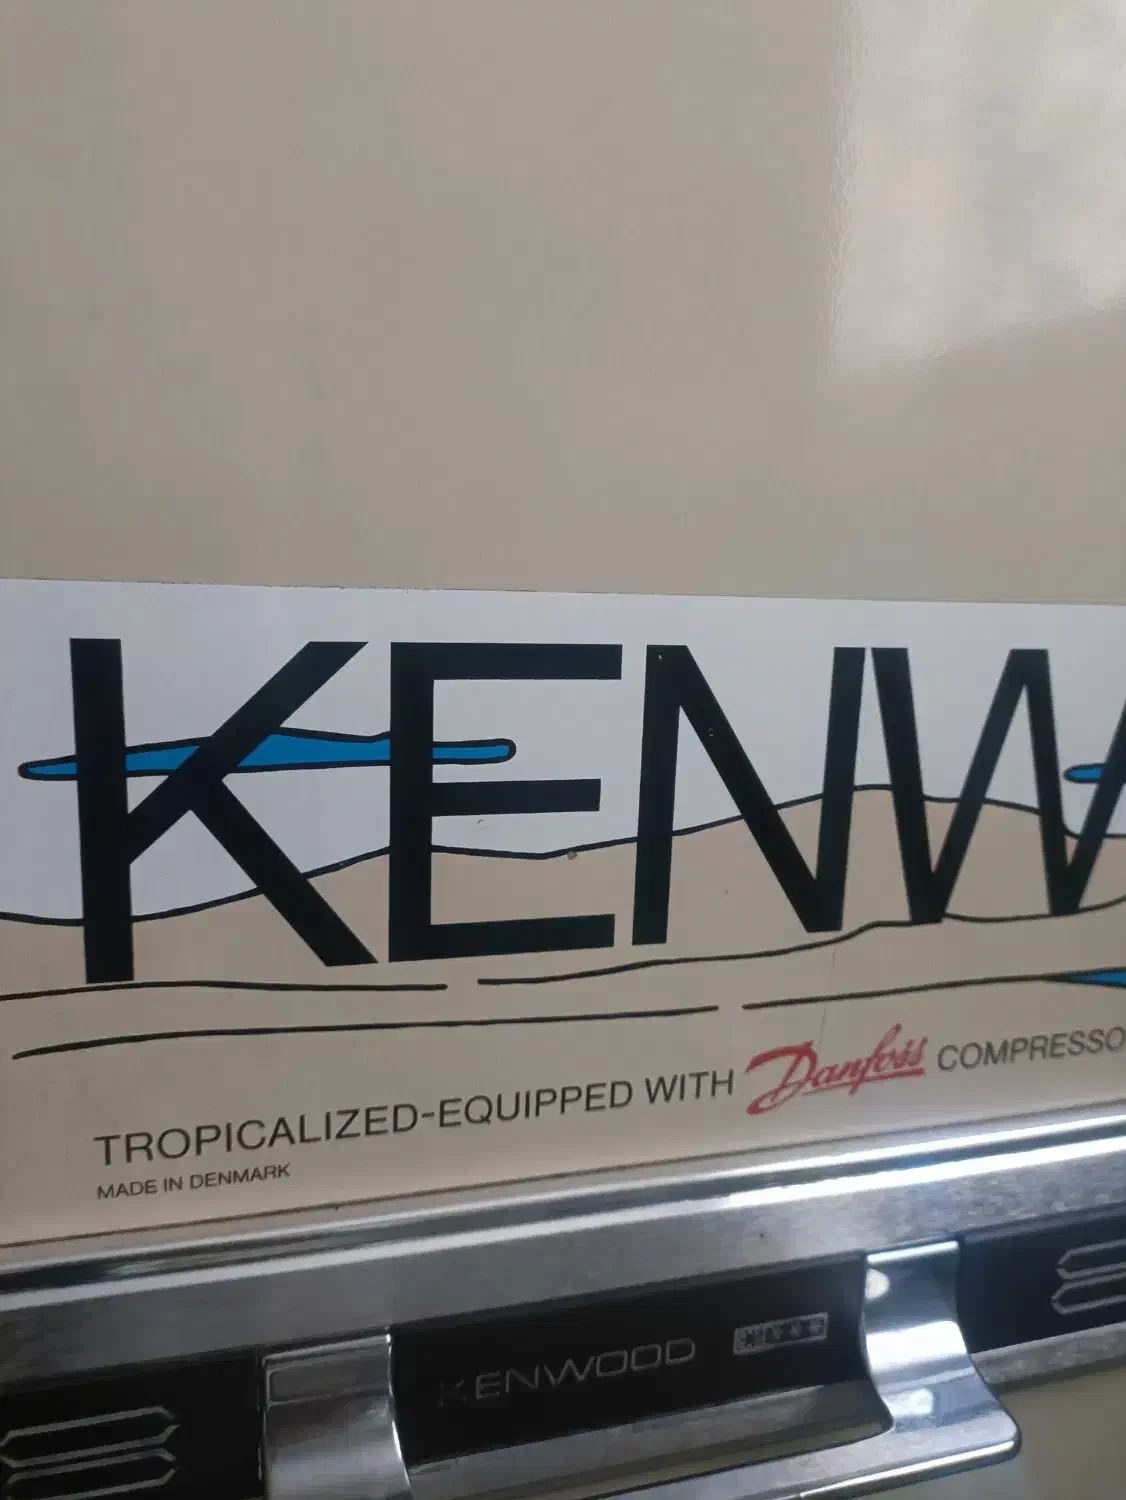 KENW
TROPICALIZED-EQUIPPED WITH Danfoss COMPRESSO
MADE IN DENMARK
KENWOOD